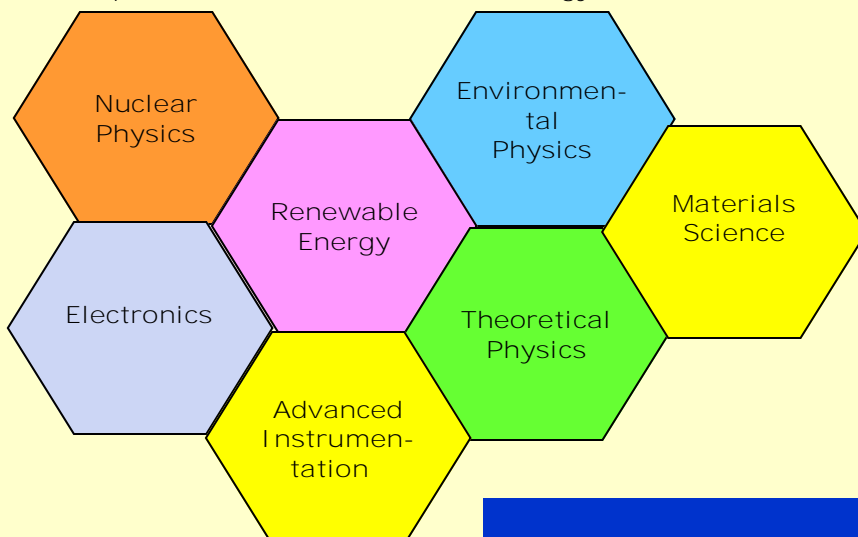 Nuclear
Physics
Environmen-
tal
Physics
Renewable
Energy
Materials
Science
Electronics
Theoretical
Physics
Advanced
Instrumen-
tation